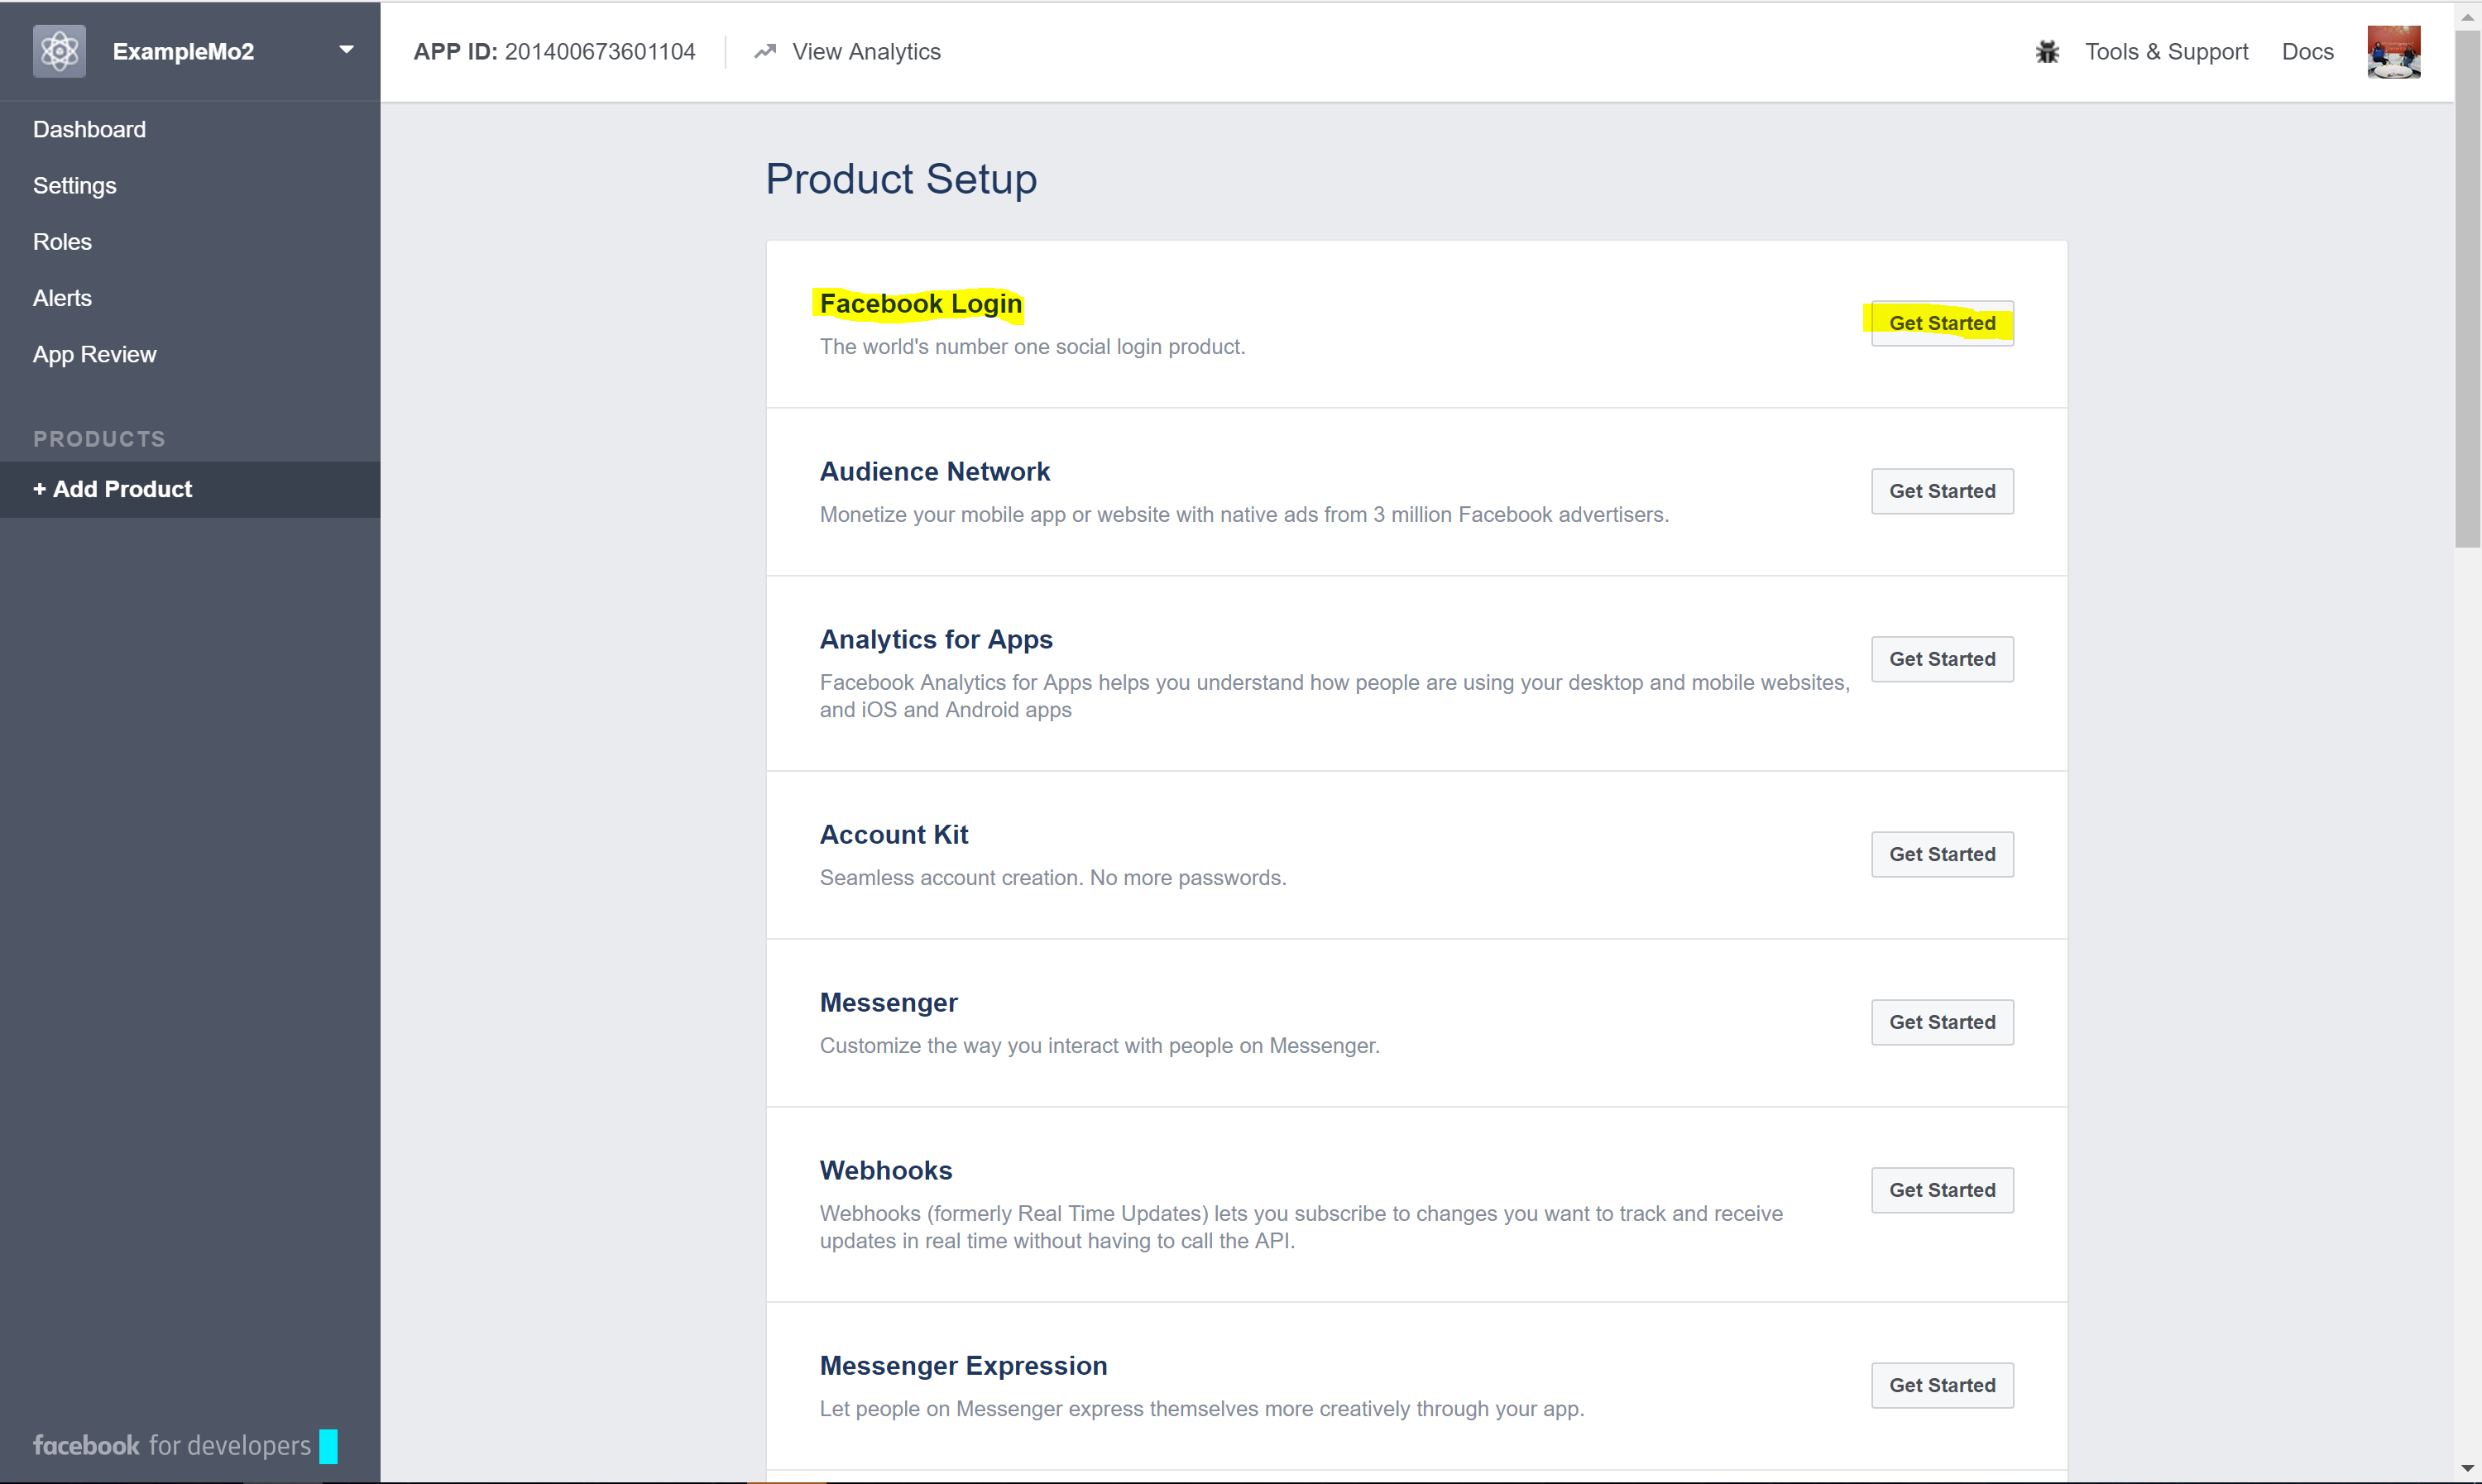 ExampleMo2
APP ID: 201400673601104
View Analytics
Tools & Support
Docs
Dashboard
Settings
Roles
Alerts
App Review
PRODUCTS
+ Add Product
facebook for developers
Product Setup
Facebook Login
The world's number one social login product.
Get Started
Audience Network
Monetize your mobile app or website with native ads from 3 million Facebook advertisers.
Get Started
Analytics for Apps
Facebook Analytics for Apps helps you understand how people are using your desktop and mobile websites,
and iOS and Android apps
Get Started
Account Kit
Seamless account creation. No more passwords.
Get Started
Messenger
Customize the way you interact with people on Messenger.
Get Started
Webhooks
Webhooks (formerly Real Time Updates) lets you subscribe to changes you want to track and receive
updates in real time without having to call the API.
Get Started
Messenger Expression
Let people on Messenger express themselves more creatively through your app.
Get Started